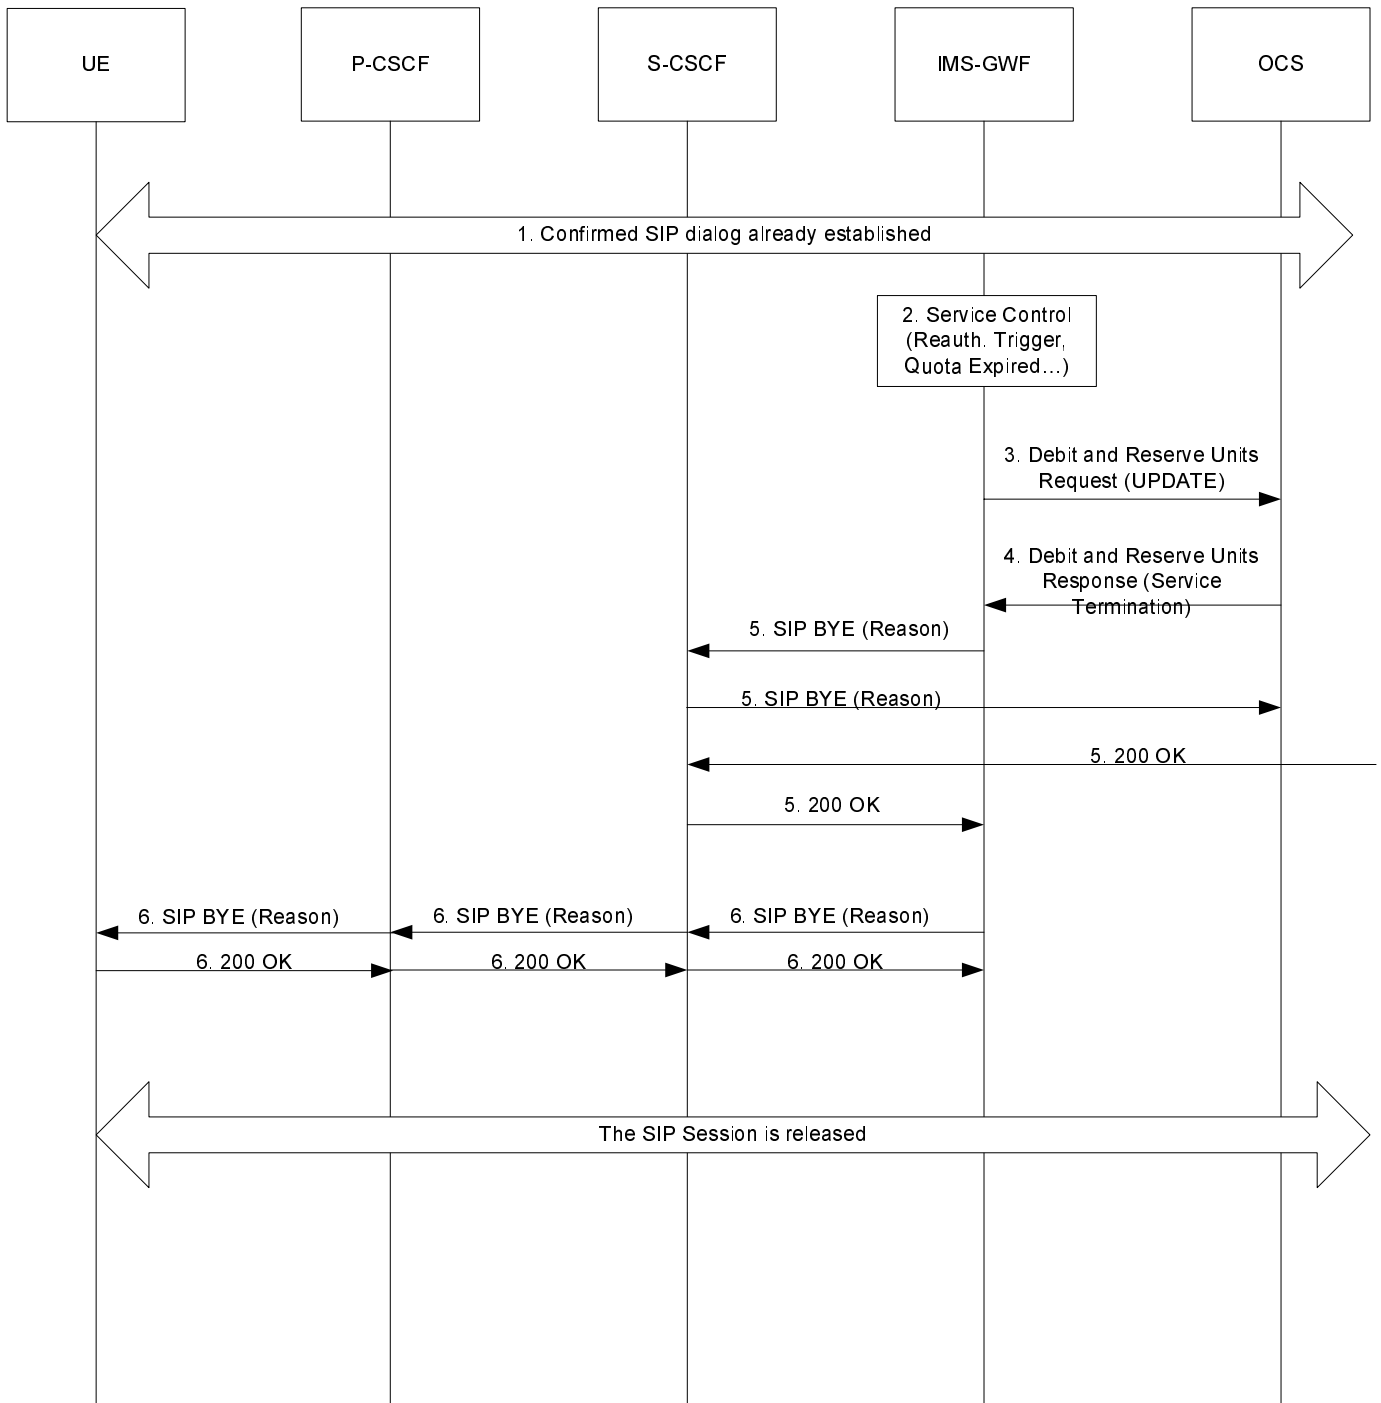 UE
P-CSCF
S-CSCF
IMS-GWF
OCS
1. Confirmed SIP dialog already established
2. Service Control
(Reauth. Trigger,
Quota Expired...)
3. Debit and Reserve Units
Request (UPDATE)
4. Debit and Reserve Units
Response (Service
Termination)
5. SIP BYE (Reason)
5. SIP BYE (Reason)
5. 200 OK
5. 200 OK
6. SIP BYE (Reason)
6. SIP BYE (Reason)
6. SIP BYE (Reason)
6. 200 OK
6. 200 OK
6. 200 OK
The SIP Session is released